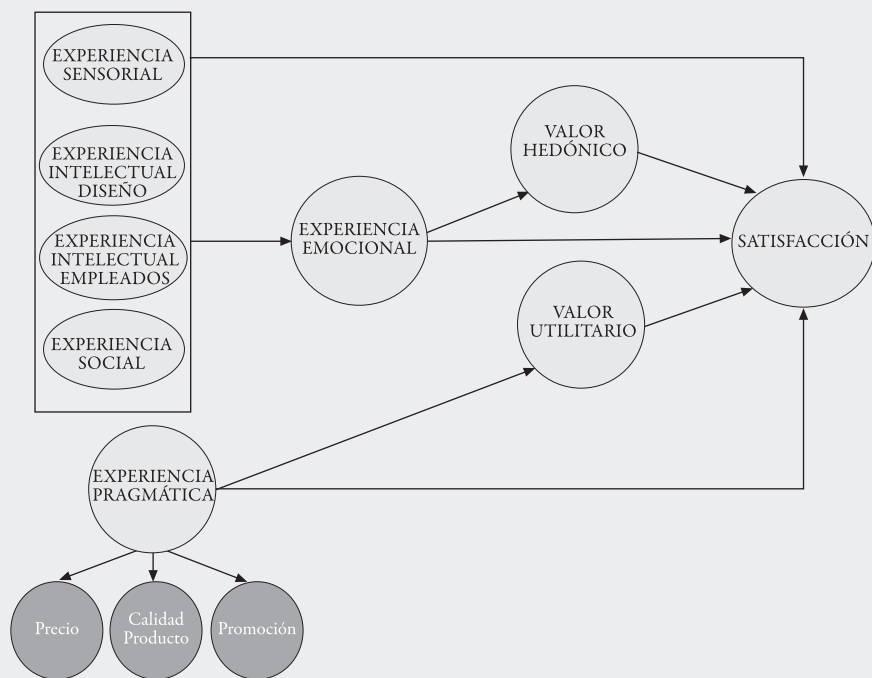 EXPERIENCIA
SENSORIAL
EXPERIENCIA
INTELECTUAL
DISEÑO
EXPERIENCIA
INTELECTUAL
EMPLEADOS
EXPERIENCIA
SOCIAL
EXPERIENCIA
EMOCIONAL
VALOR
HEDÓNICO
VALOR
UTILITARIO
SATISFACCIÓN
EXPERIENCIA
PRAGMÁTICA
Precio
Calidad
Producto
Promoción